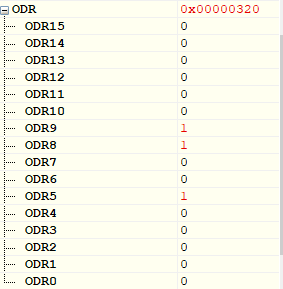 ODR 0x00000320
ODR15 0
ODR14 0
ODR13 0
ODR12 0
ODR11 0
ODR10 0
ODR9 1
ODR8 1
ODR7 0
ODR6 0
ODR5 1
ODR4 0
ODR3 0
ODR2 0
ODR1 0
ODR0 0